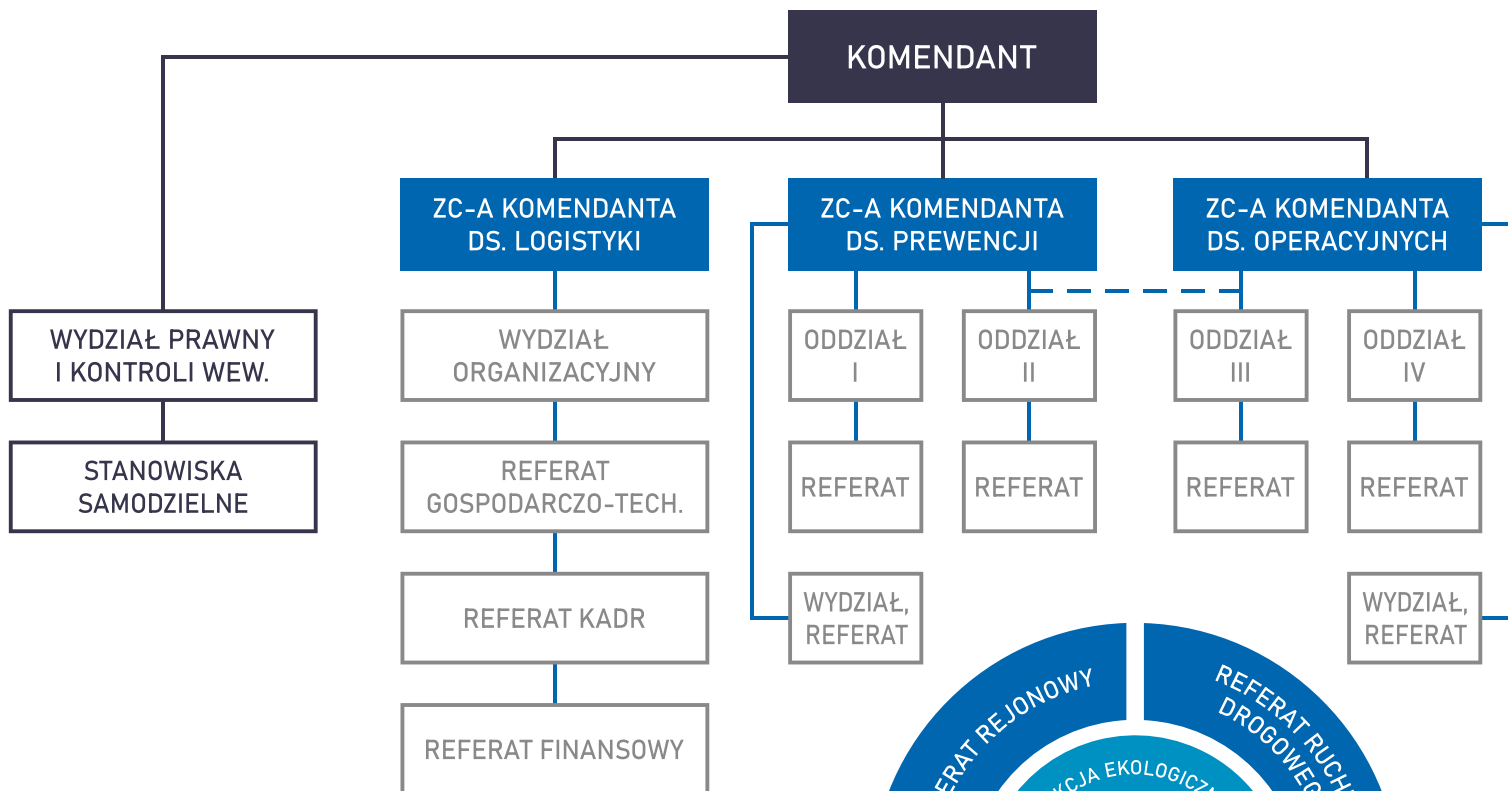 KOMENDANT
ZC-A KOMENDANTA
DS. LOGISTYKI
ZC-A KOMENDANTA
DS. PREWENCJI
ZC-A KOMENDANTA
DS. OPERACYJNYCH
WYDZIAŁ PRAWNY
I KONTROLI WEW.
WYDZIAŁ
ORGANIZACYJNY
ODDZIAŁ
I
ODDZIAŁ
II
ODDZIAŁ
III
ODDZIAŁ
IV
STANOWISKA
SAMODZIELNE
REFERAT
GOSPODARCZO-TECH.
REFERAT
REFERAT
REFERAT
REFERAT
REFERAT KADR
WYDZIAŁ,
REFERAT
WYDZIAŁ,
REFERAT
REFERAT FINANSOWY
REJONOWY
REFERAT